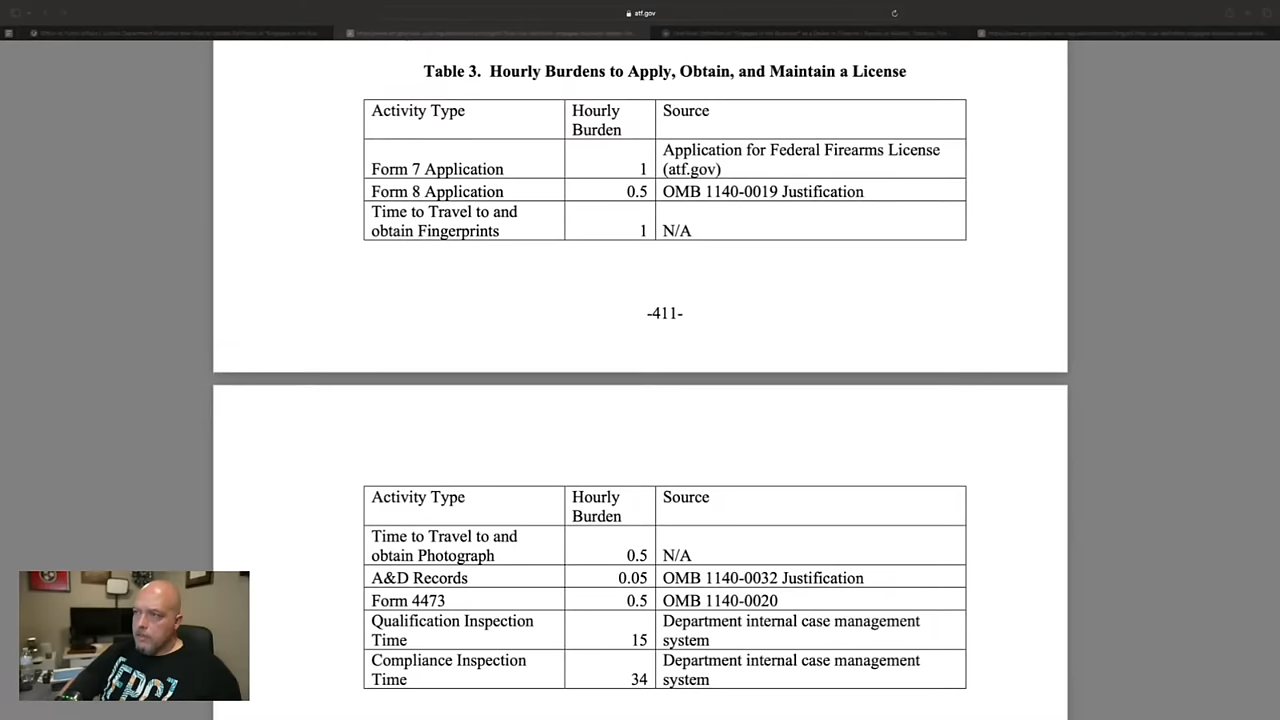 atf.gov
Table 3. Hourly Burdens to Apply, Obtain, and Maintain a License
Activity Type
Hourly
Burden
Source
Form 7 Application
1
Application for Federal Firearms License
(atf.gov)
Form 8 Application
0.5
OMB 1140-0019 Justification
Time to Travel to and
obtain Fingerprints
1
N/A
-411-
Activity Type
Hourly
Burden
Source
Time to Travel to and
obtain Photograph
0.5
N/A
A&D Records
0.05
OMB 1140-0032 Justification
Form 4473
0.5
OMB 1140-0020
Qualification Inspection
Time
15
Department internal case management
system
Compliance Inspection
Time
34
Department internal case management
system